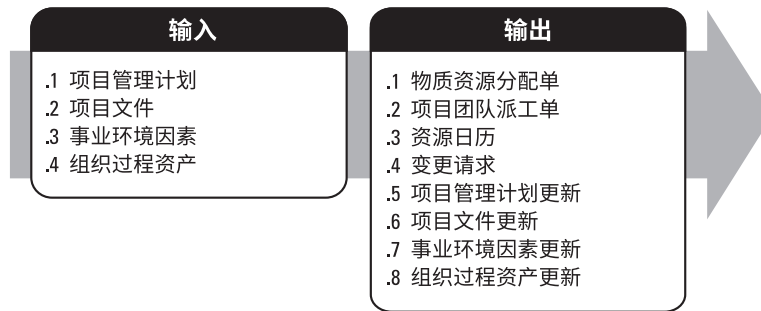 输入
.1 项目管理计划
.2 项目文件
.3 事业环境因素
.4 组织过程资产
输出
.1 物质资源分配单
.2 项目团队派工单
.3 资源日历
.4 变更请求
.5 项目管理计划更新
.6 项目文件更新
.7 事业环境因素更新
.8 组织过程资产更新